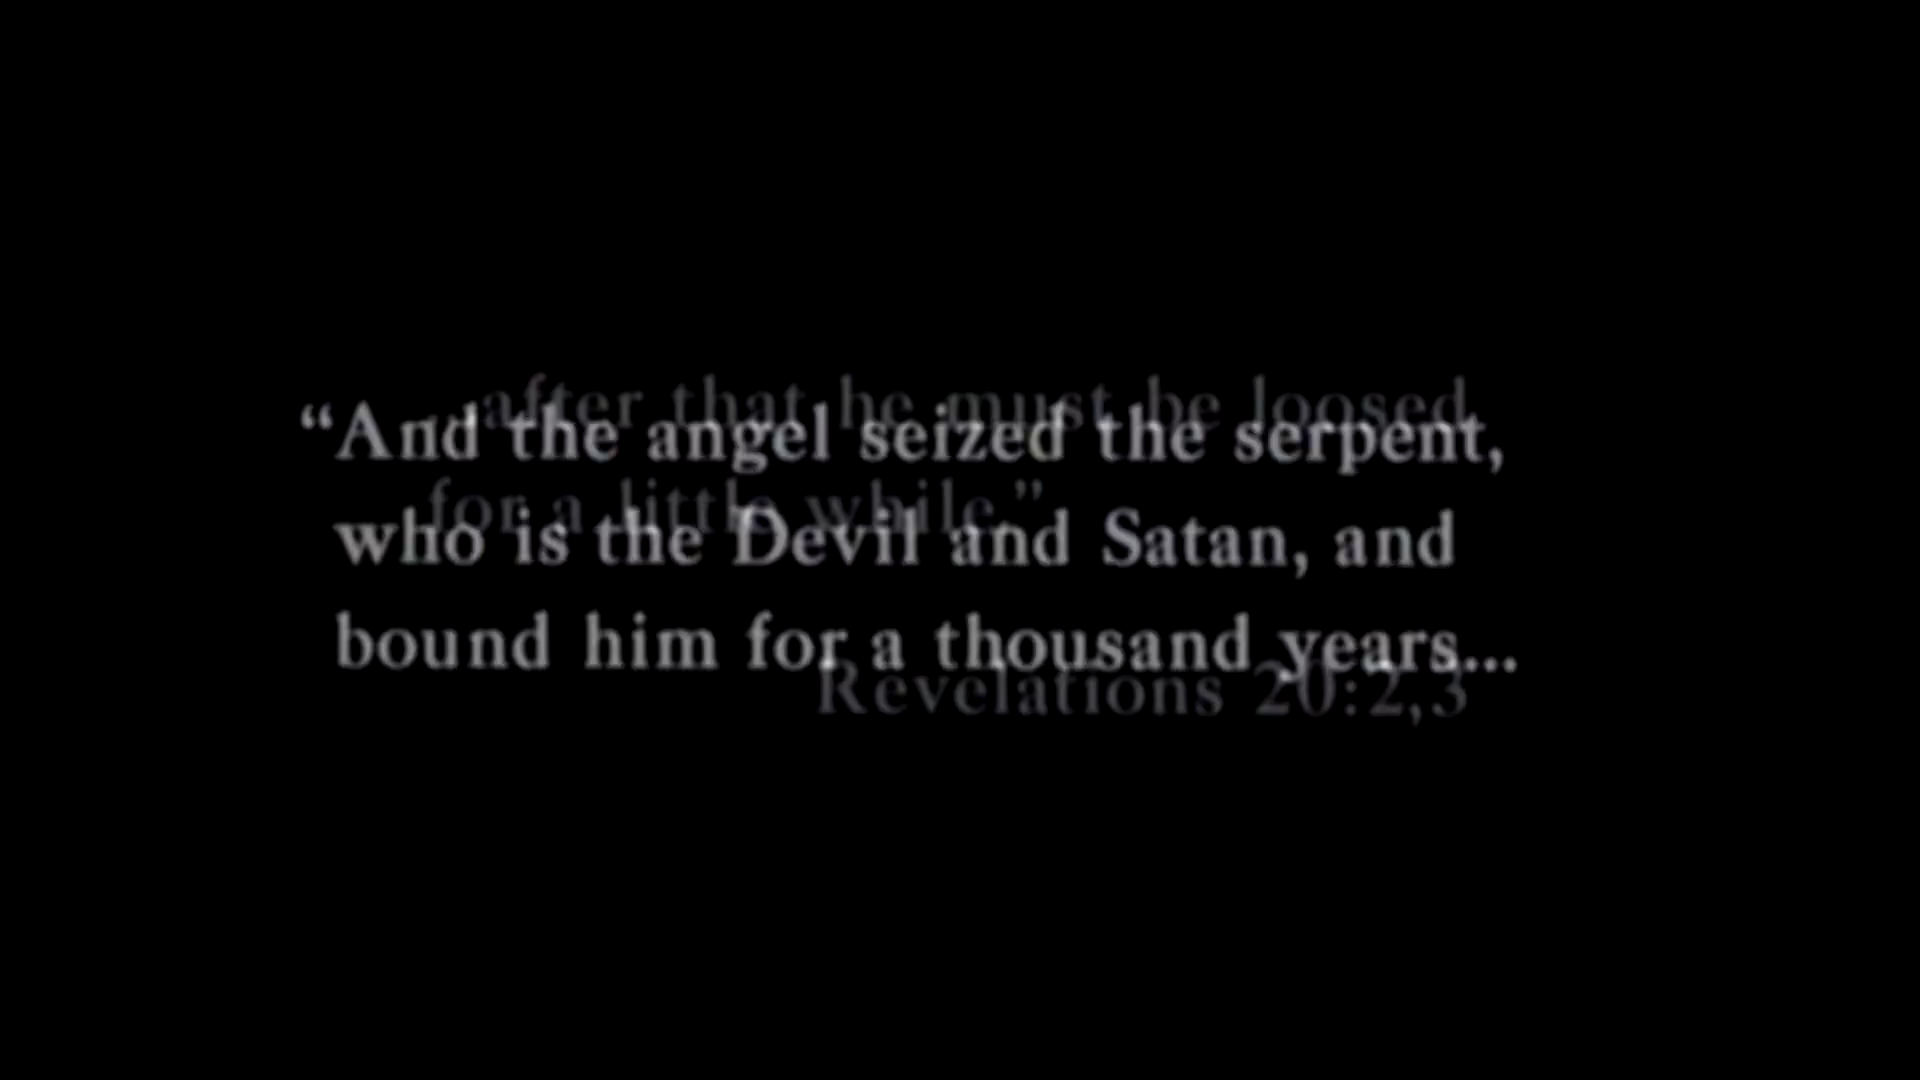 “And the angel seized the serpent,
who is the Devil and Satan, and
bound him for a thousand years...
after that he must be loosed
for a little while.”
Revelations 20:2,3